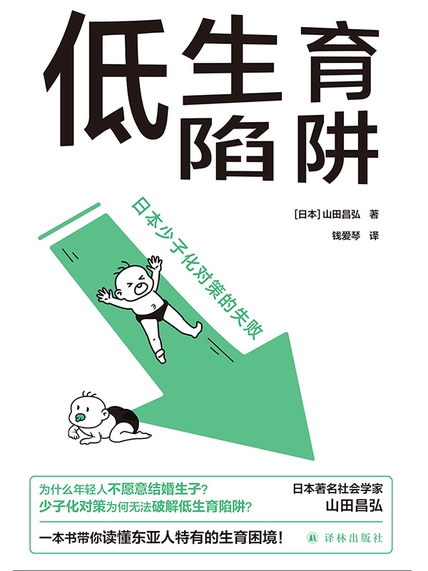 低生育
陷阱
[日本] 山田昌弘 著
钱爱琴 译
日本少子化对策的失败
为什么年轻人不愿意结婚生子?
少子化对策为何无法破解低生育陷阱?
日本著名社会学家
山田昌弘
一本书带你读懂东亚人特有的生育困境!
译林出版社